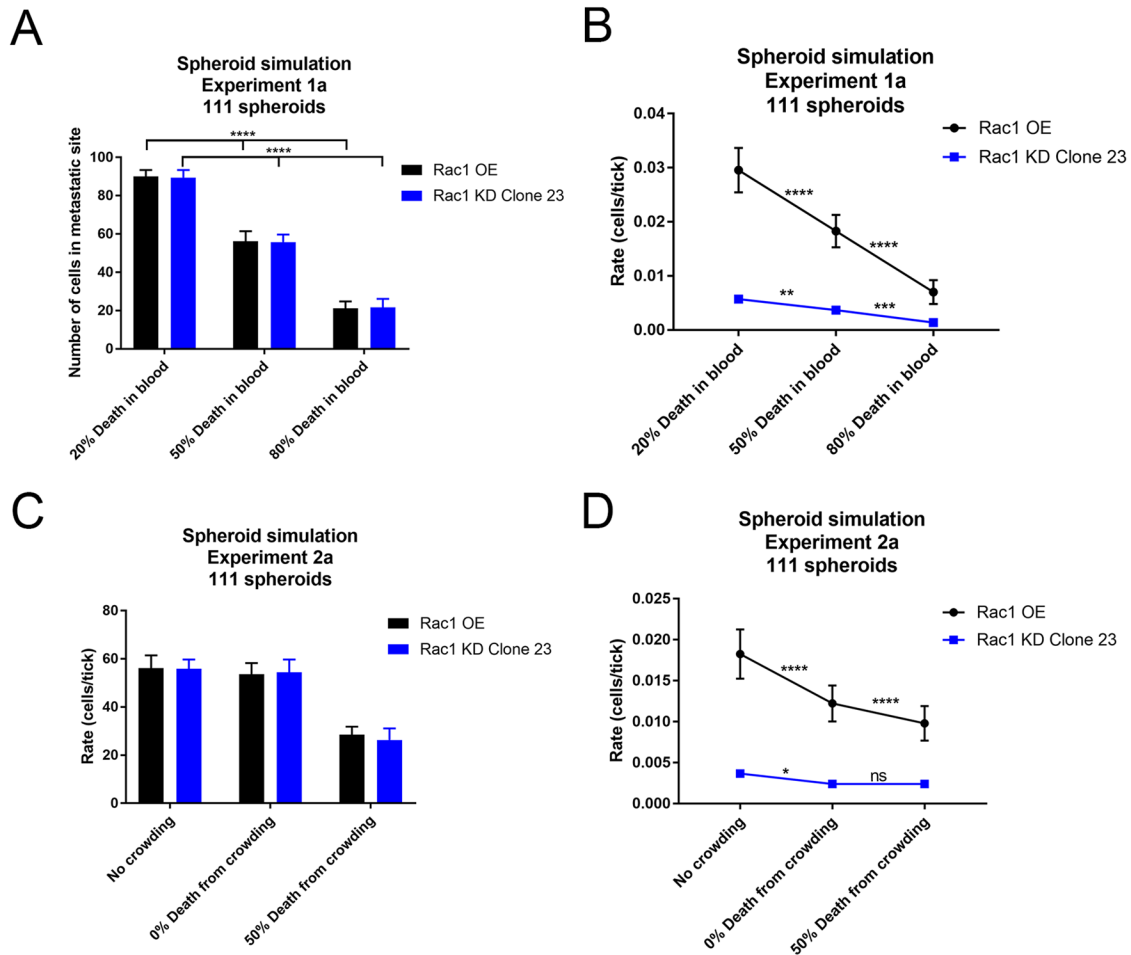 A
Spheroid simulation
Experiment 1a
111 spheroids
****
****
Rac1 OE
Rac1 KD Clone 23
Number of cells in metastatic site
100
80
60
40
20
0
20% Death in blood
50% Death in blood
80% Death in blood
B
Spheroid simulation
Experiment 1a
111 spheroids
Rac1 OE
Rac1 KD Clone 23
Rate (cells/tick)
0.04
0.03
0.02
0.01
0.00
****
****
**
***
20% Death in blood
50% Death in blood
80% Death in blood
C
Spheroid simulation
Experiment 2a
111 spheroids
Rac1 OE
Rac1 KD Clone 23
Rate (cells/tick)
80
60
40
20
0
No crowding
0% Death from crowding
50% Death from crowding
D
Spheroid simulation
Experiment 2a
111 spheroids
Rac1 OE
Rac1 KD Clone 23
Rate (cells/tick)
0.025
0.020
0.015
0.010
0.005
0.000
****
****
*
ns
No crowding
0% Death from crowding
50% Death from crowding